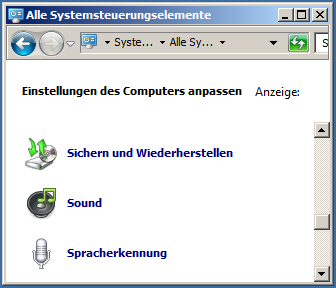 Alle Systemsteuerungselemente
Syste... Alle Sy... S
Einstellungen des Computers anpassen Anzeige:
Sichern und Wiederherstellen
Sound
Spracherkennung